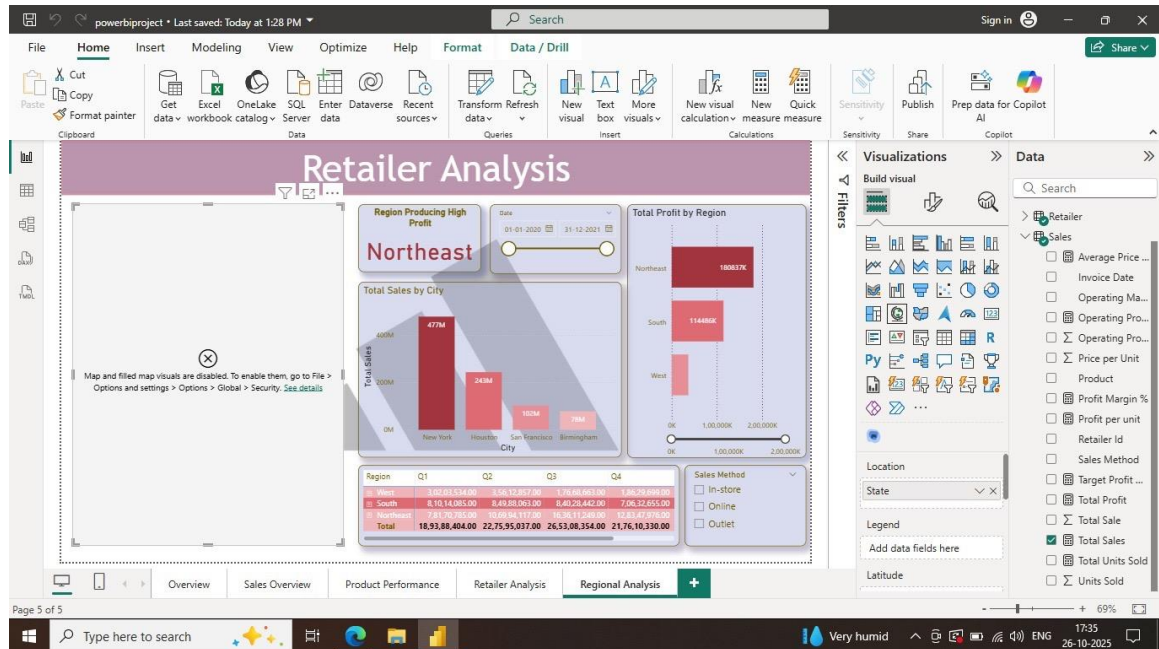 powerbiproject • Last saved: Today at 1:28 PM
Search
Sign in
File Home Insert Modeling View Optimize Help Format Data / Drill
Share
Paste
Cut
Copy
Format painter
Get data
Excel workbook
OneLake catalog
SQL Server
Enter data
Dataverse
Recent sources
Transform data
Refresh
New visual
Text box
More visuals
New visual calculation
New measure
Quick measure
Sensitivity
Publish
Prep data for AI
Copilot
Clipboard
Data
Queries
Insert
Calculations
Sensitivity
Share
Copilot
Retailer Analysis
Map and filled map visuals are disabled. To enable them, go to File >
Options and settings > Options > Global > Security. See details
Region Producing High
Profit
Northeast
Date
01-01-2020
31-12-2021
Total Sales by City
Total Sales
400M
200M
0M
477M
243M
102M
78M
New York
Houston
San Francisco
Birmingham
City
Total Profit by Region
Northeast
180837K
South
114486K
West
0K 1,00,000K 2,00,000K
0K 1,00,000K 2,00,000K
Region Q1 Q2 Q3 Q4
West 3,02,03,534.00 3,56,12,857.00 1,76,68,663.00 1,86,29,699.00
South 8,10,14,085.00 8,49,88,063.00 8,40,28,442.00 7,06,32,655.00
Northeast 7,81,70,785.00 10,69,94,117.00 16,36,11,249.00 12,83,47,976.00
Total 18,93,88,404.00 22,75,95,037.00 26,53,08,354.00 21,76,10,330.00
Sales Method
In-store
Online
Outlet
Filters
Visualizations
Build visual
Location
State
Legend
Add data fields here
Latitude
Data
Search
Retailer
Sales
Average Price ...
Invoice Date
Operating Ma...
Operating Pro...
Operating Pro...
Price per Unit
Product
Profit Margin %
Profit per unit
Retailer Id
Sales Method
Target Profit ...
Total Profit
Total Sale
Total Sales
Total Units Sold
Units Sold
Overview
Sales Overview
Product Performance
Retailer Analysis
Regional Analysis
Page 5 of 5
69%
Type here to search
Very humid
ENG
17:35
26-10-2025